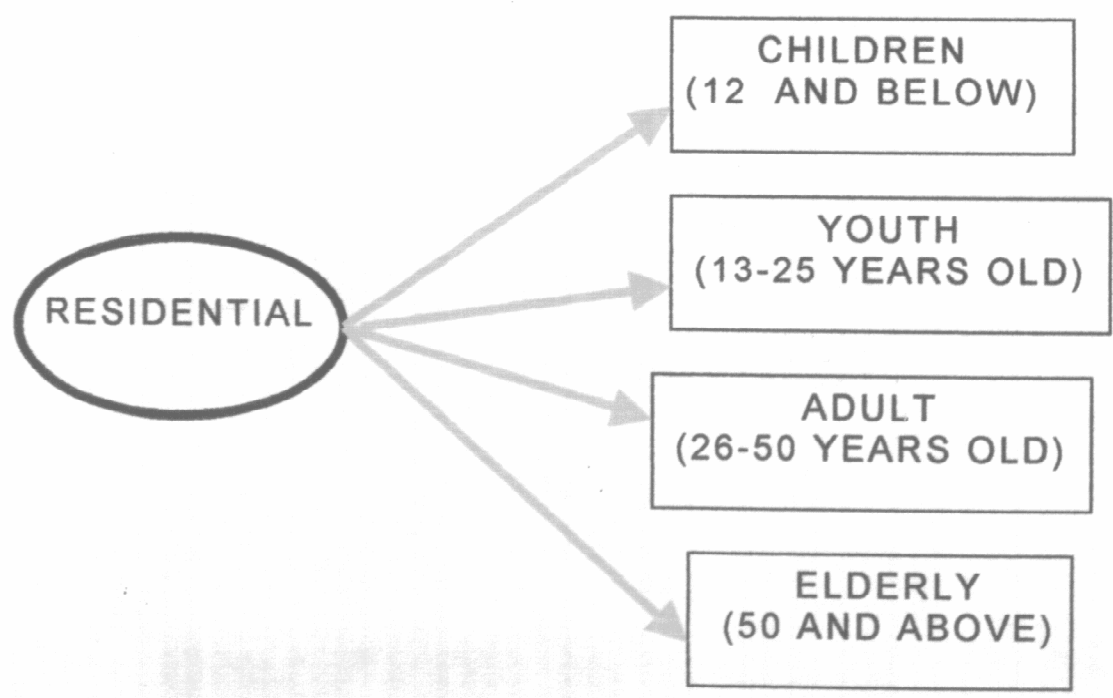 RESIDENTIAL
CHILDREN
(12 AND BELOW)
YOUTH
(13-25 YEARS OLD)
ADULT
(26-50 YEARS OLD)
ELDERLY
(50 AND ABOVE)